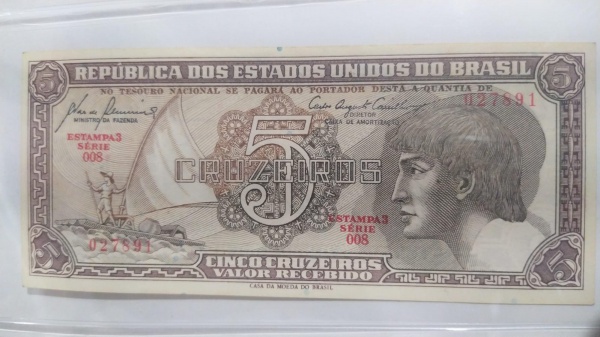 5 5
REPÚBLICA DOS ESTADOS UNIDOS DO BRASIL
NO TESOURO NACIONAL SE PAGARÁ AO PORTADOR DESTA A QUANTIA DE
027891
MINISTRO DA FAZENDA
DIRETOR
CAIXA DE AMORTIZAÇÃO
ESTAMPA 3
SÉRIE
008
5
CRUZEIROS
ESTAMPA 3
SÉRIE
008
027891
5 5
CINCO CRUZEIROS
VALOR RECEBIDO
CASA DA MOEDA DO BRASIL